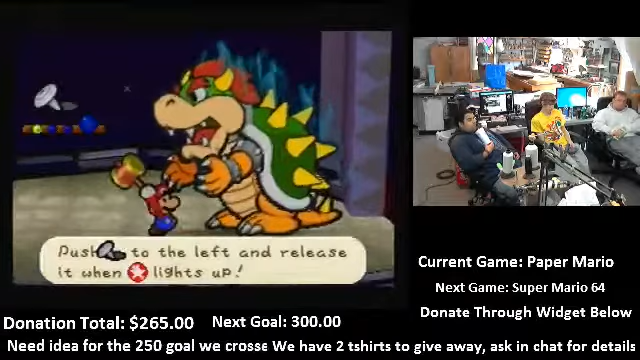 Push to the left and release
it when lights up!
Current Game: Paper Mario
Next Game: Super Mario 64
Donate Through Widget Below
Donation Total: $265.00 Next Goal: 300.00
Need idea for the 250 goal we crosse We have 2 tshirts to give away, ask in chat for details